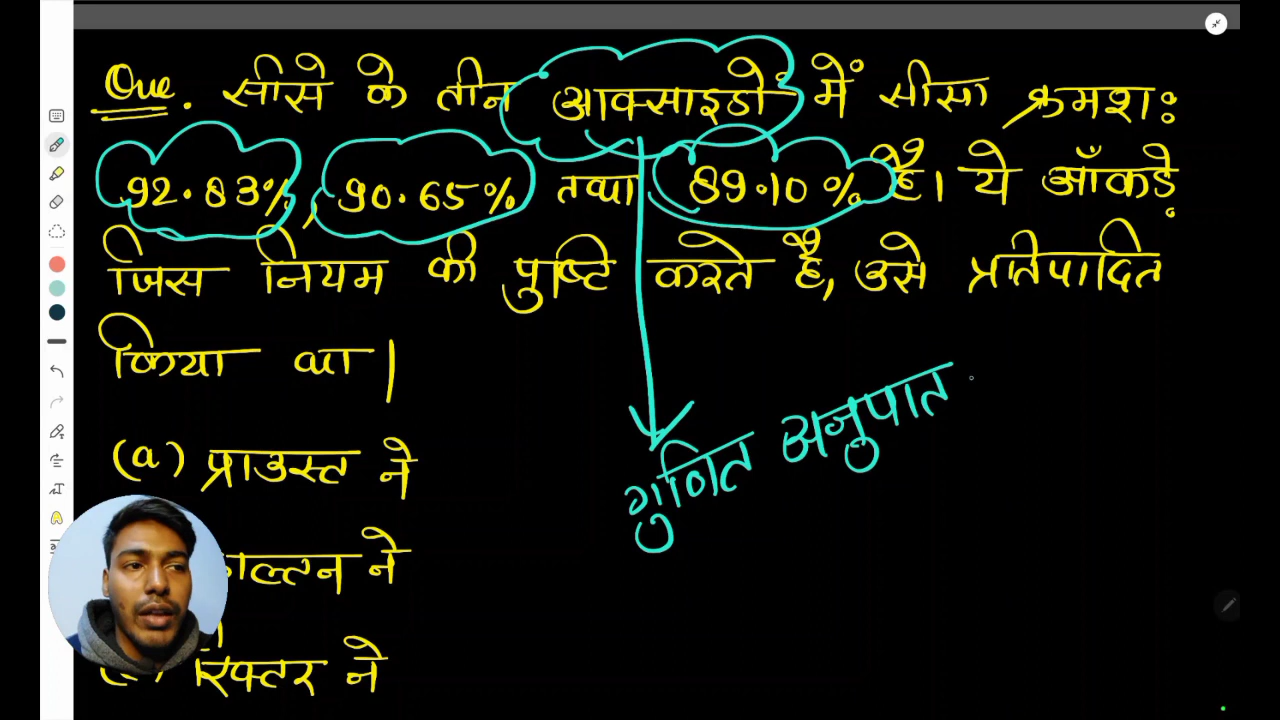 Que. सीसे के तीन आक्साइडों में सीसा क्रमशः
92.83%, 90.65% तथा 89.10% है। ये आँकड़े
जिस नियम की पुष्टि करते है, उसे प्रतिपादित
किया था|
गुणित अनुपात
(a) प्राउस्त ने
ाल्टन ने
रिक्टर ने